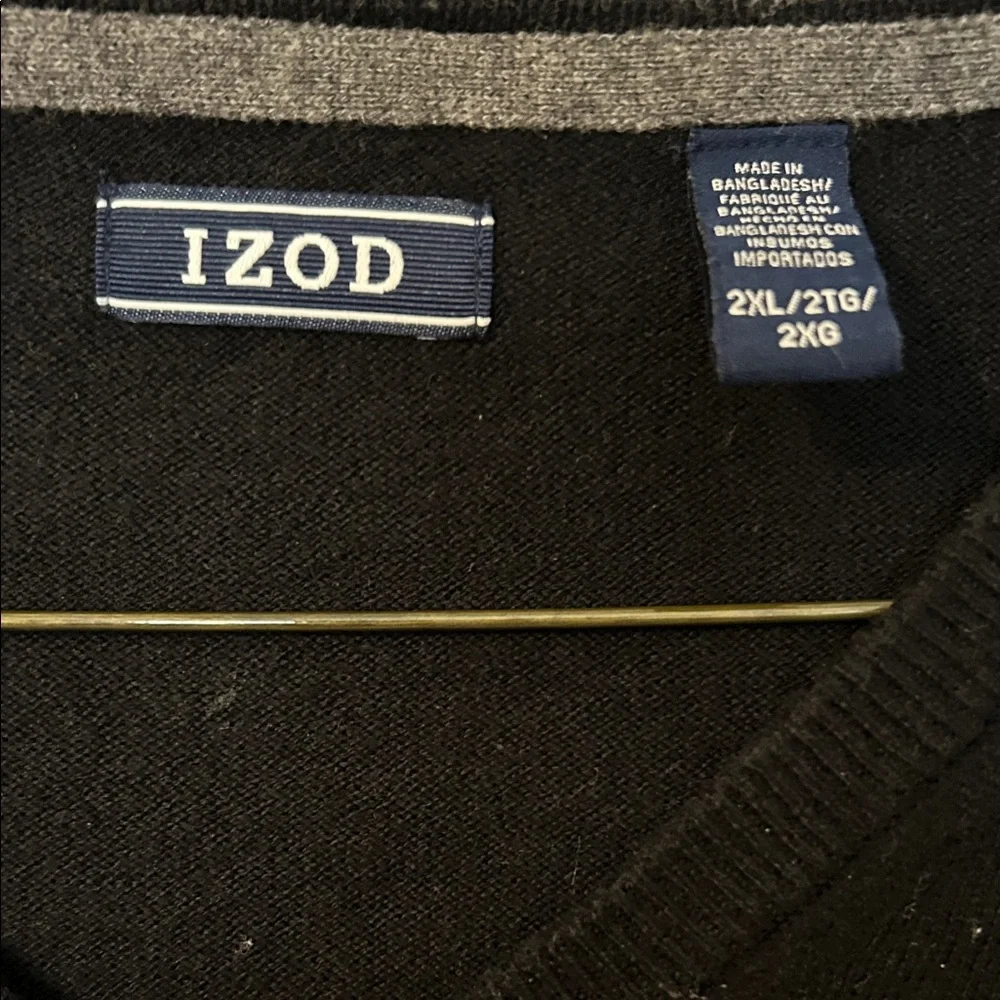 IZOD
MADE IN
BANGLADESH/
FABRIQUÉ AU
BANGLADESH/
HECHO EN
BANGLADESH CON
INSUMOS
IMPORTADOS
2XL/2TG/
2XG